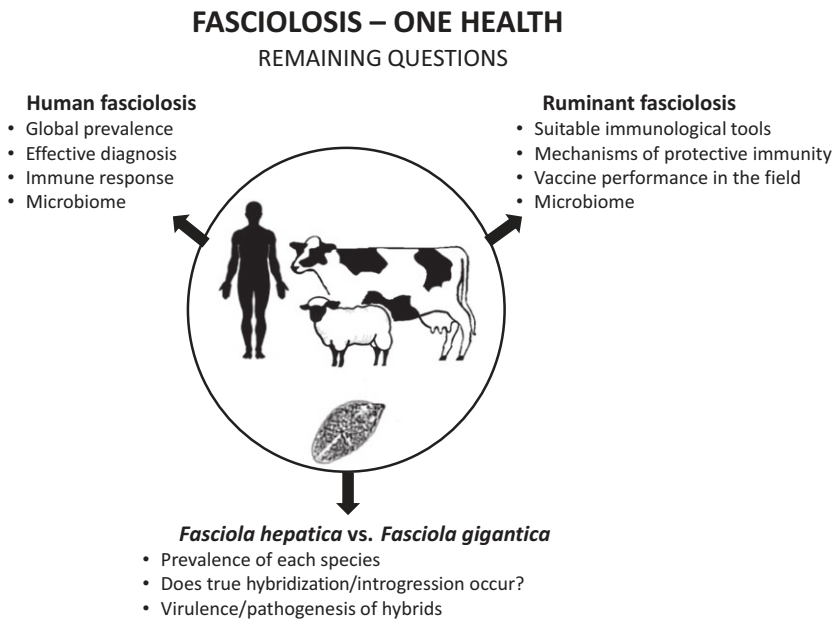 FASCIOLOSIS – ONE HEALTH
REMAINING QUESTIONS
Human fasciolosis
• Global prevalence
• Effective diagnosis
• Immune response
• Microbiome
Ruminant fasciolosis
• Suitable immunological tools
• Mechanisms of protective immunity
• Vaccine performance in the field
• Microbiome
Fasciola hepatica vs. Fasciola gigantica
• Prevalence of each species
• Does true hybridization/introgression occur?
• Virulence/pathogenesis of hybrids